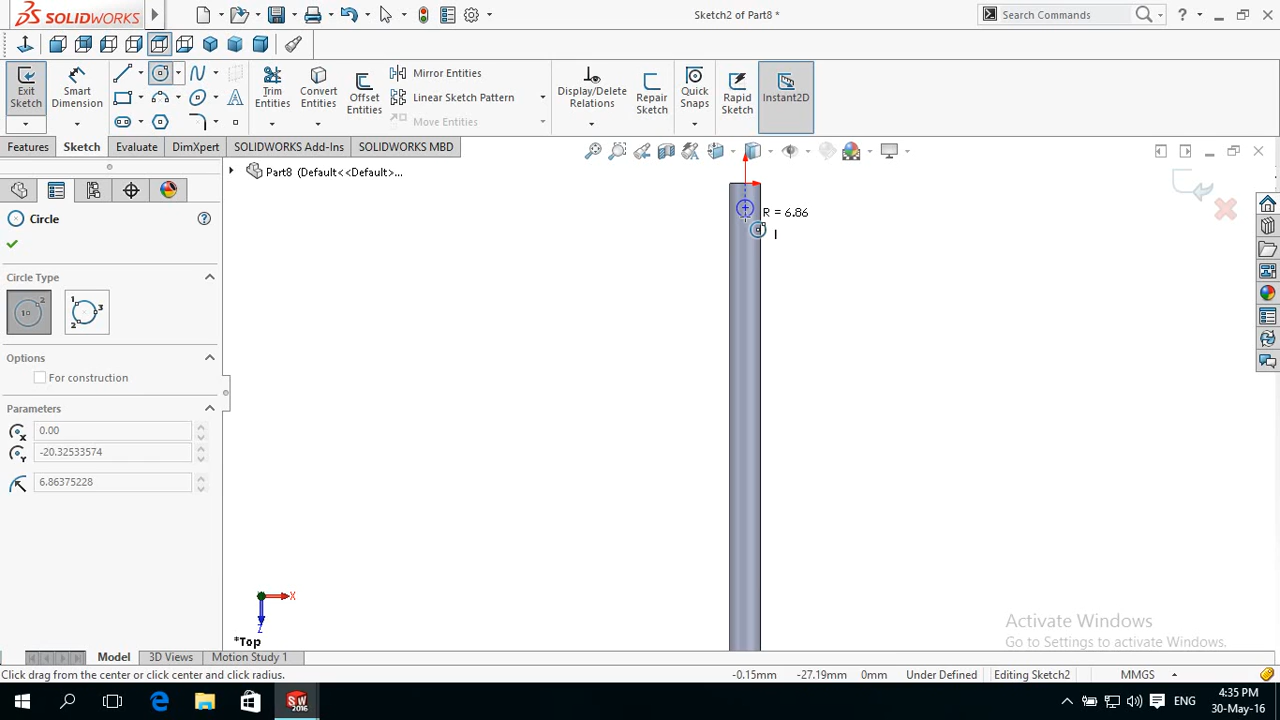 SOLIDWORKS
Sketch2 of Part8 *
Search Commands
?
Exit
Sketch
Smart
Dimension
A
Trim
Entities
Convert
Entities
Offset
Entities
Mirror Entities
Linear Sketch Pattern
Move Entities
Display/Delete
Relations
Repair
Sketch
Quick
Snaps
Rapid
Sketch
Instant2D
Features
Sketch
Evaluate
DimXpert
SOLIDWORKS Add-Ins
SOLIDWORKS MBD
Part8 (Default<<Default>...
Circle
?
Circle Type
Options
For construction
Parameters
0.00
-20.32533574
6.86375228
R = 6.86
X
Z
*Top
Activate Windows
Go to Settings to activate Windows.
Model
3D Views
Motion Study 1
Click drag from the center or click center and click radius.
-0.15mm
-27.19mm
0mm
Under Defined
Editing Sketch2
MMGS
SW
2016
ENG
4:35 PM
30-May-16